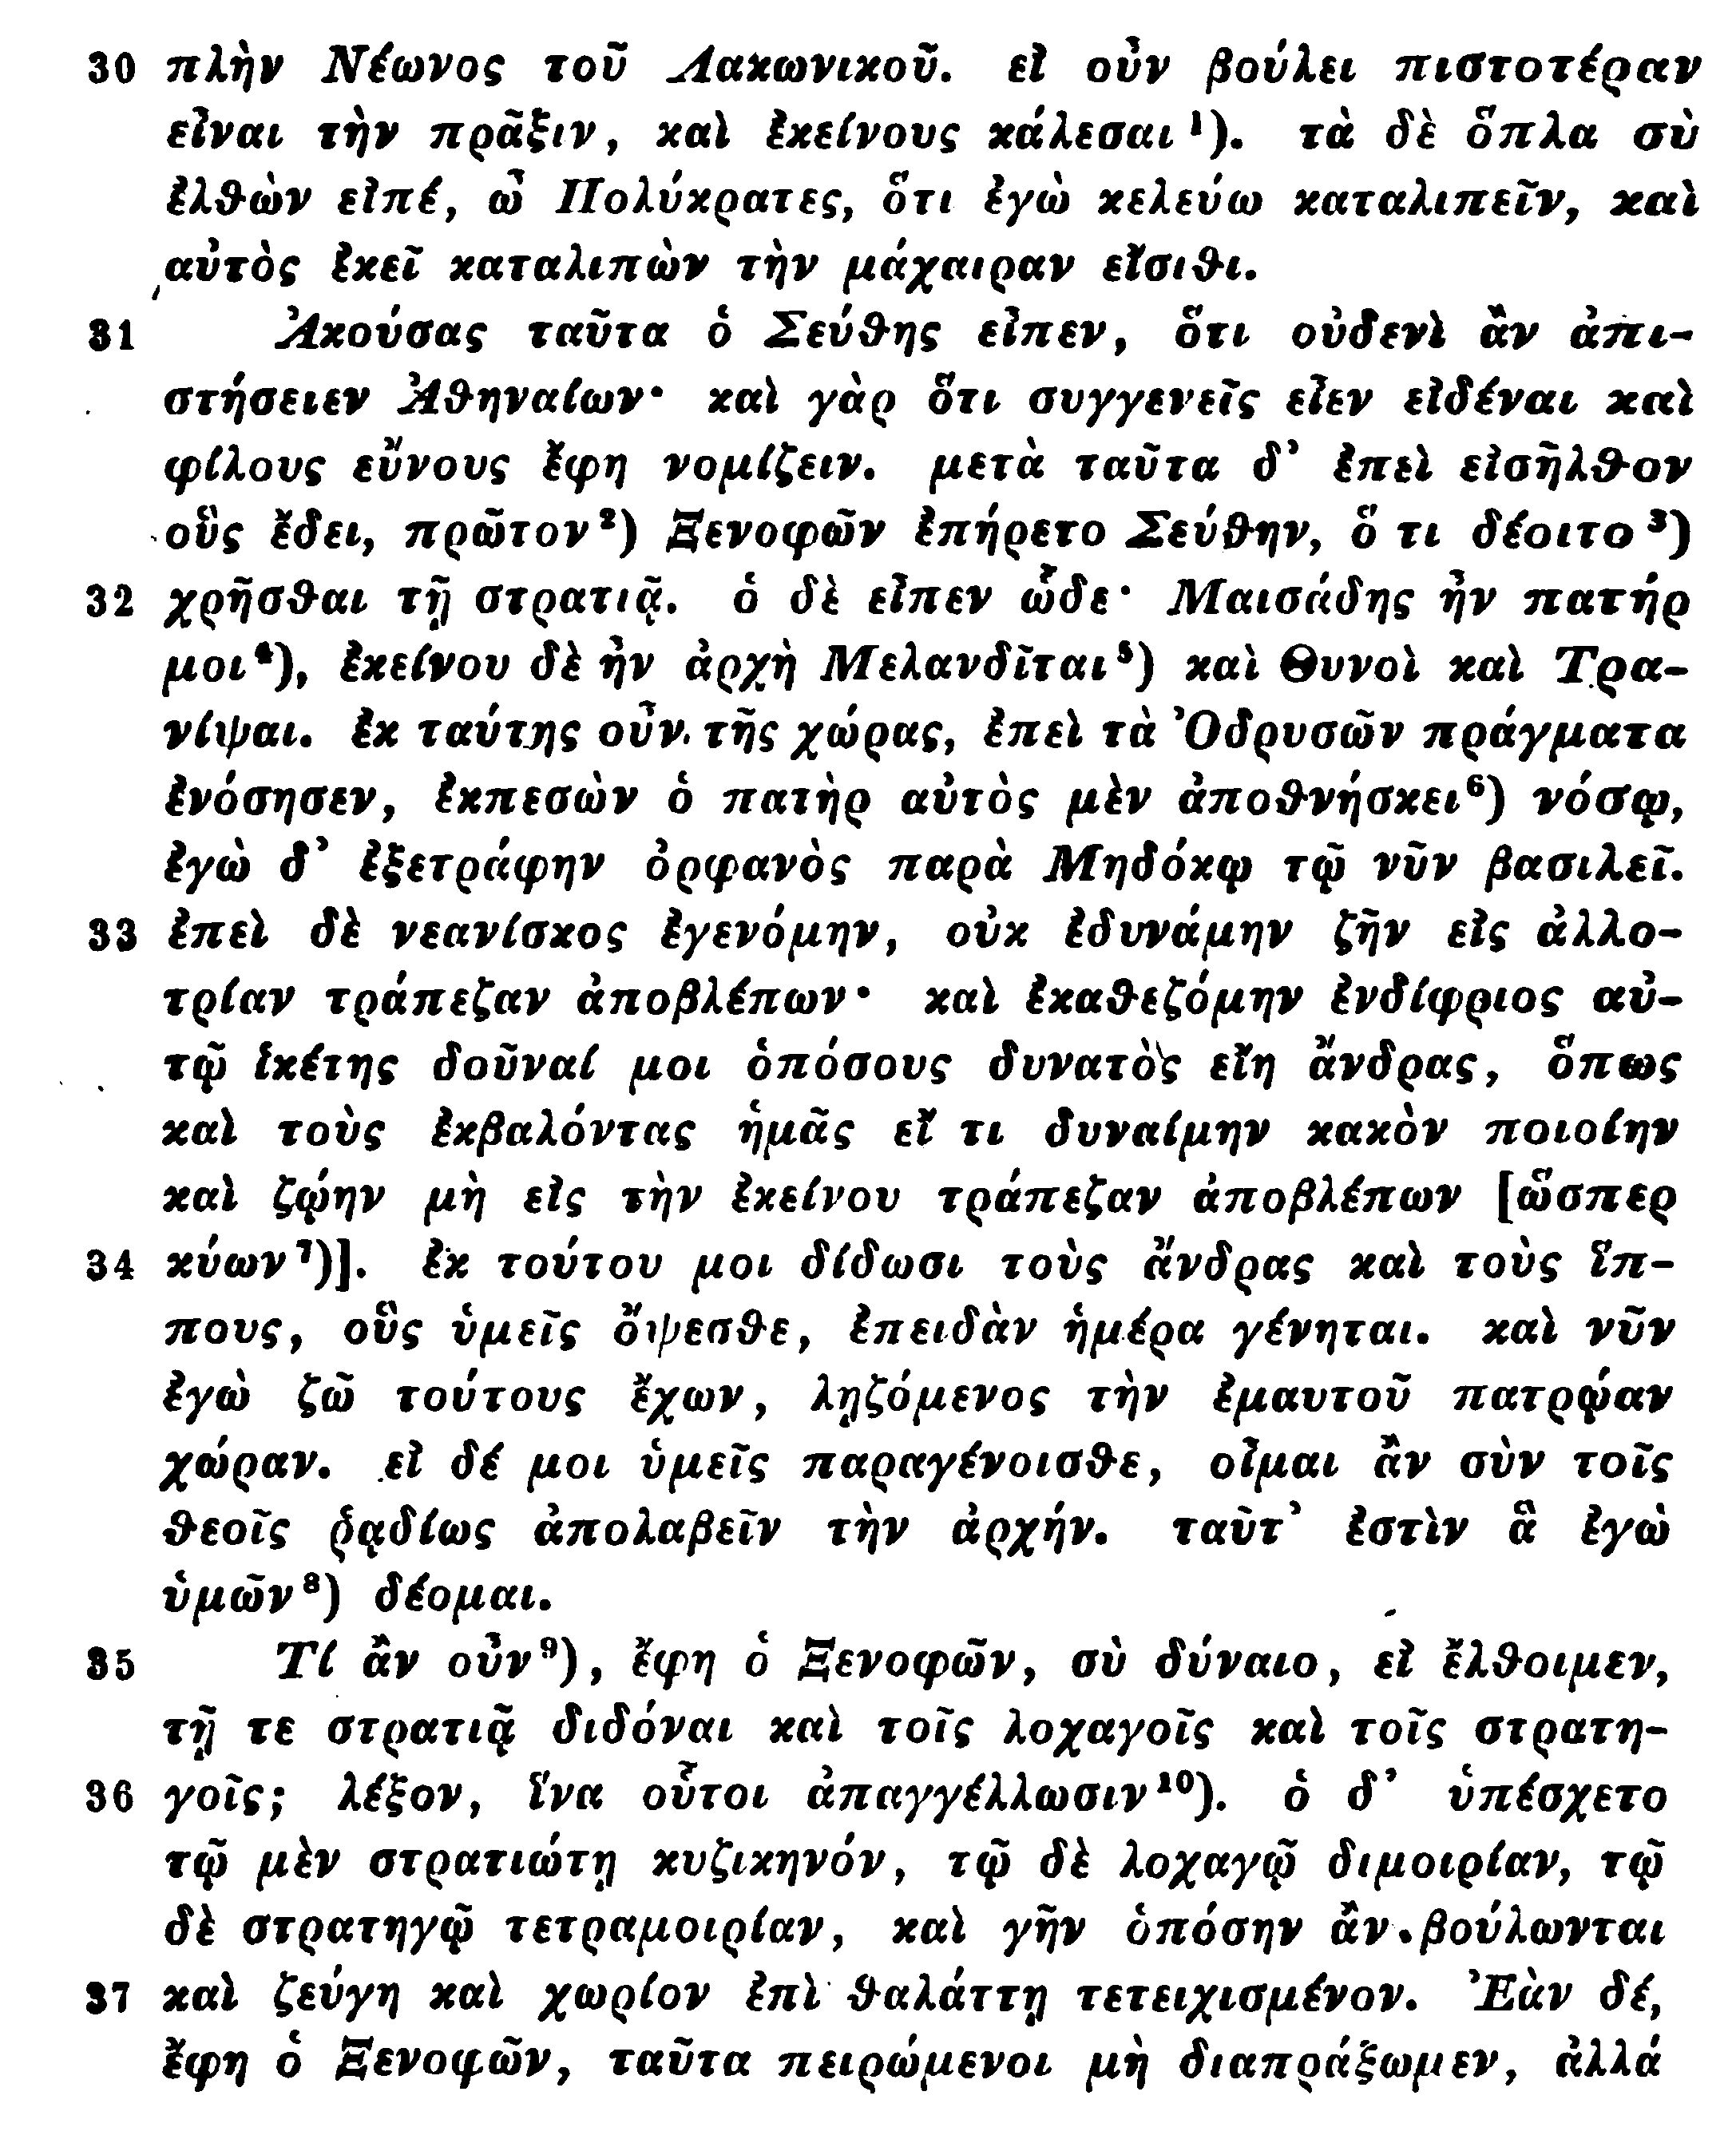 30 πλὴν Νέωνος τοῦ Λακωνικοῦ. εἰ οὖν βούλει πιστοτέραν
εἶναι τὴν πρᾶξιν, καὶ ἐκείνους κάλεσαι¹). τὰ δὲ ὅπλα σὺ
ἐλθὼν εἰπέ, ὦ Πολύκρατες, ὅτι ἐγὼ κελεύω καταλιπεῖν, καὶ
αὐτὸς ἐκεῖ καταλιπὼν τὴν μάχαιραν εἴσιθι.
31 Ἀκούσας ταῦτα ὁ Σεύθης εἶπεν, ὅτι οὐδενὶ ἂν ἀπι-
στήσειεν Ἀθηναίων· καὶ γὰρ ὅτι συγγενεῖς εἶεν εἰδέναι καὶ
φίλους εὔνους ἔφη νομίζειν. μετὰ ταῦτα δ’ ἐπεὶ εἰσῆλθον
οὓς ἔδει, πρῶτον²) Ξενοφῶν ἐπήρετο Σεύθην, ὅ τι δέοιτο³)
32 χρῆσθαι τῇ στρατιᾷ. ὁ δὲ εἶπεν ὧδε· Μαισάδης ἦν πατήρ
μοι⁴), ἐκείνου δὲ ἦν ἀρχὴ Μελανδῖται⁵) καὶ Θυνοὶ καὶ Τρα-
νίψαι. ἐκ ταύτης οὖν τῆς χώρας, ἐπεὶ τὰ Ὀδρυσῶν πράγματα
ἐνόσησεν, ἐκπεσὼν ὁ πατὴρ αὐτὸς μὲν ἀποθνήσκει⁶) νόσῳ,
ἐγὼ δ’ ἐξετράφην ὀρφανὸς παρὰ Μηδόκῳ τῷ νῦν βασιλεῖ.
33 ἐπεὶ δὲ νεανίσκος ἐγενόμην, οὐκ ἐδυνάμην ζῆν εἰς ἀλλο-
τρίαν τράπεζαν ἀποβλέπων· καὶ ἐκαθεζόμην ἐνδίφριος αὐ-
τῷ ἱκέτης δοῦναί μοι ὁπόσους δυνατὸς εἴη ἄνδρας, ὅπως
καὶ τοὺς ἐκβαλόντας ἡμᾶς εἴ τι δυναίμην κακὸν ποιοίην
καὶ ζῴην μὴ εἰς τὴν ἐκείνου τράπεζαν ἀποβλέπων [ὥσπερ
34 κύων⁷)]. ἐκ τούτου μοι δίδωσι τοὺς ἄνδρας καὶ τοὺς ἵπ-
πους, οὓς ὑμεῖς ὄψεσθε, ἐπειδὰν ἡμέρα γένηται. καὶ νῦν
ἐγὼ ζῶ τούτους ἔχων, λῃζόμενος τὴν ἐμαυτοῦ πατρῴαν
χώραν. εἰ δέ μοι ὑμεῖς παραγένοισθε, οἶμαι ἂν σὺν τοῖς
θεοῖς ῥᾳδίως ἀπολαβεῖν τὴν ἀρχήν. ταῦτ’ ἐστὶν ἃ ἐγὼ
ὑμῶν⁸) δέομαι.
35 Τί ἂν οὖν⁹), ἔφη ὁ Ξενοφῶν, σὺ δύναιο, εἰ ἔλθοιμεν,
τῇ τε στρατιᾷ διδόναι καὶ τοῖς λοχαγοῖς καὶ τοῖς στρατη-
36 γοῖς; λέξον, ἵνα οὗτοι ἀπαγγέλλωσιν¹⁰). ὁ δ’ ὑπέσχετο
τῷ μὲν στρατιώτῃ κυζικηνόν, τῷ δὲ λοχαγῷ διμοιρίαν, τῷ
δὲ στρατηγῷ τετραμοιρίαν, καὶ γῆν ὁπόσην ἂν βούλωνται
37 καὶ ζεύγη καὶ χωρίον ἐπὶ θαλάττῃ τετειχισμένον. Ἐὰν δέ,
ἔφη ὁ Ξενοφῶν, ταῦτα πειρώμενοι μὴ διαπράξωμεν, ἀλλά